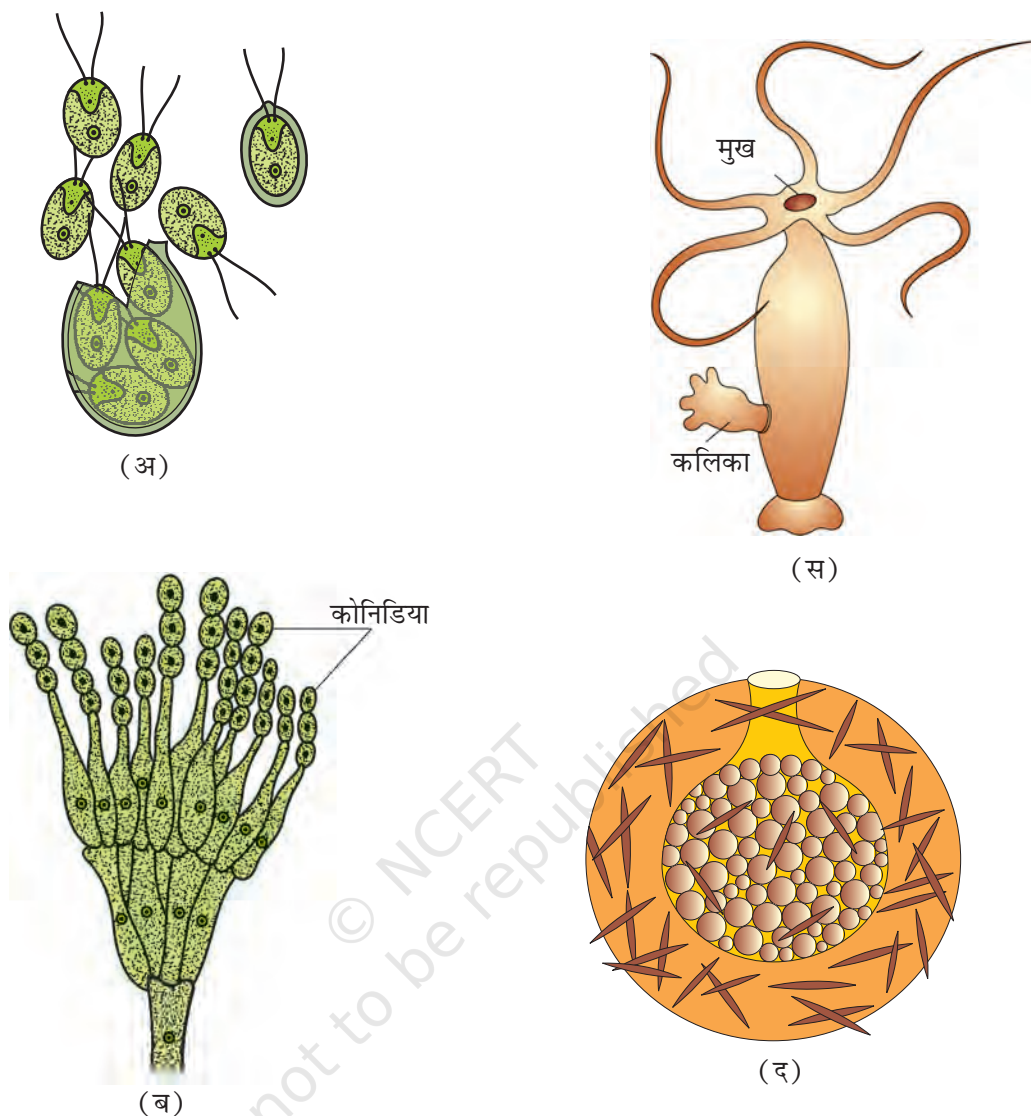 मुख
कलिका
(अ)
(स)
कोनिडिया
© NCERT
not to be republished
(ब)
(द)